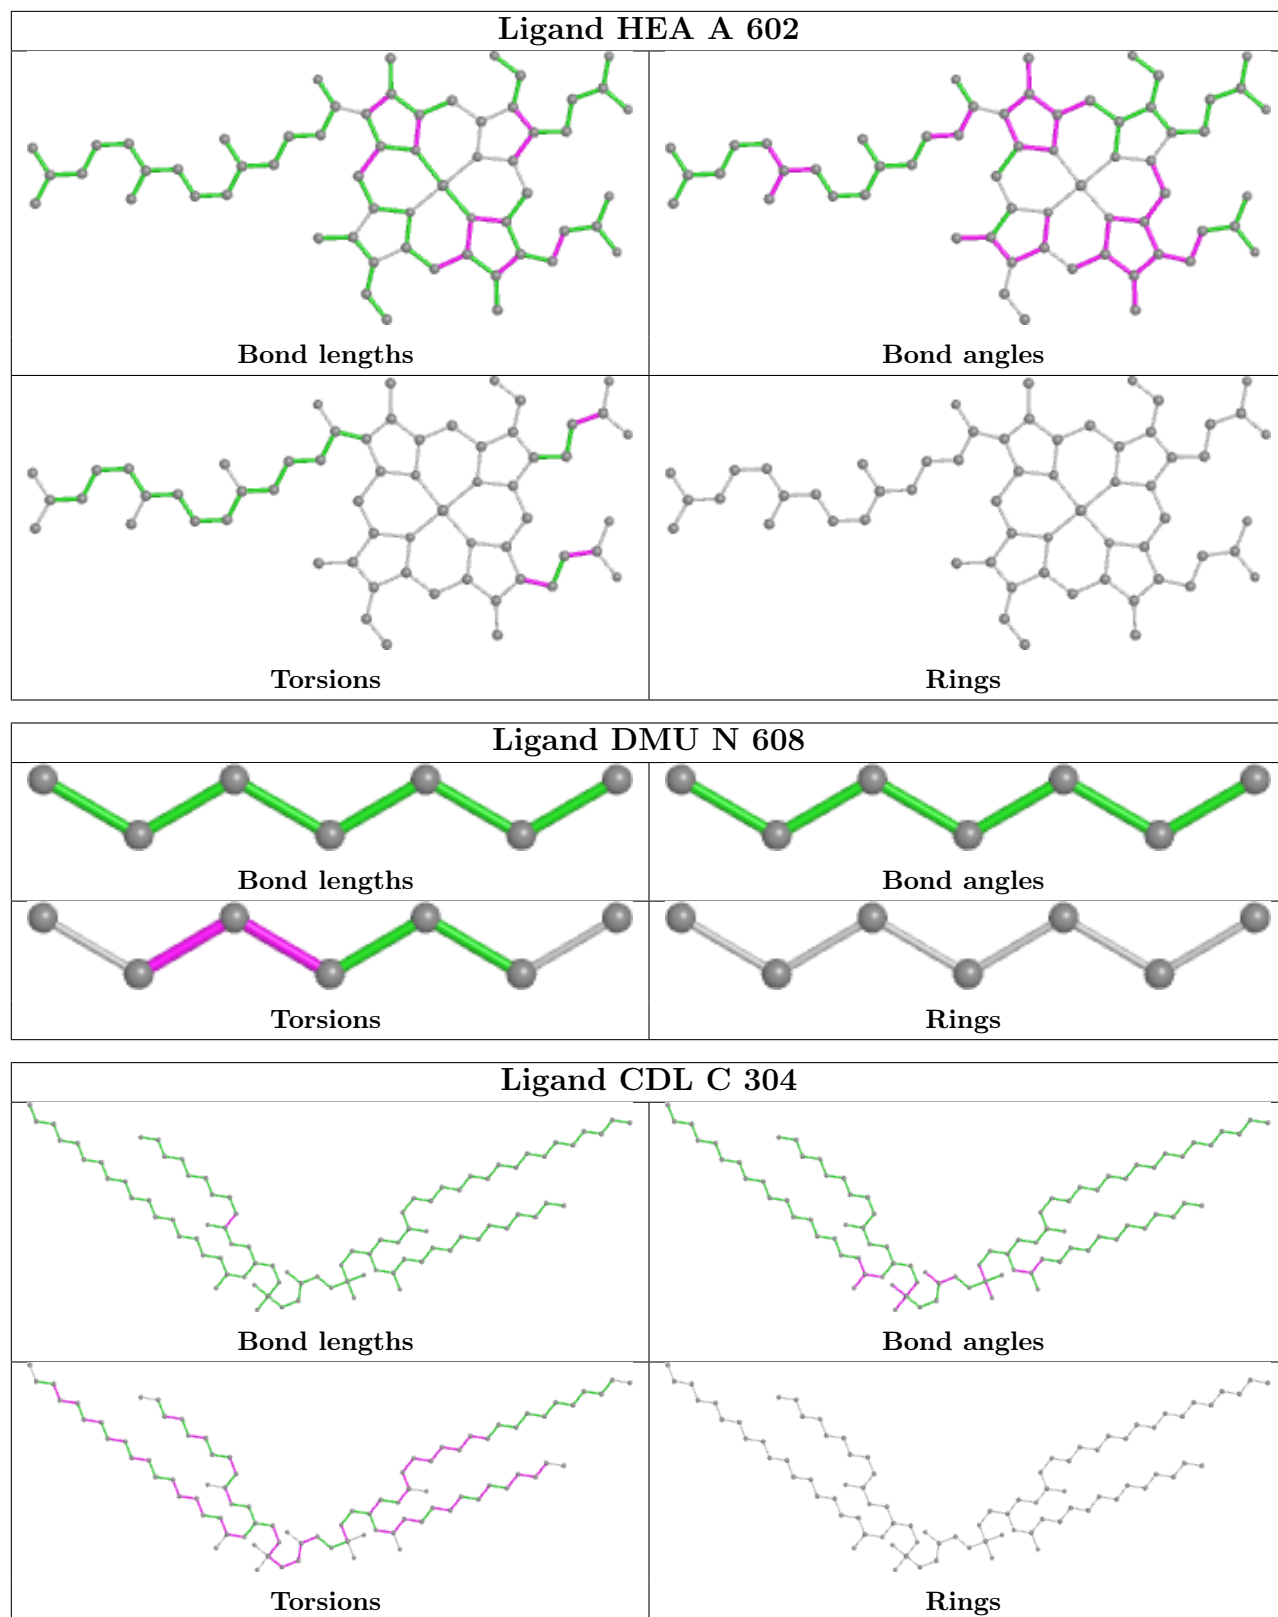 Ligand HEA A 602
Bond lengths
Bond angles
Torsions
Rings
Ligand DMU N 608
Bond lengths
Bond angles
Torsions
Rings
Ligand CDL C 304
Bond lengths
Bond angles
Torsions
Rings